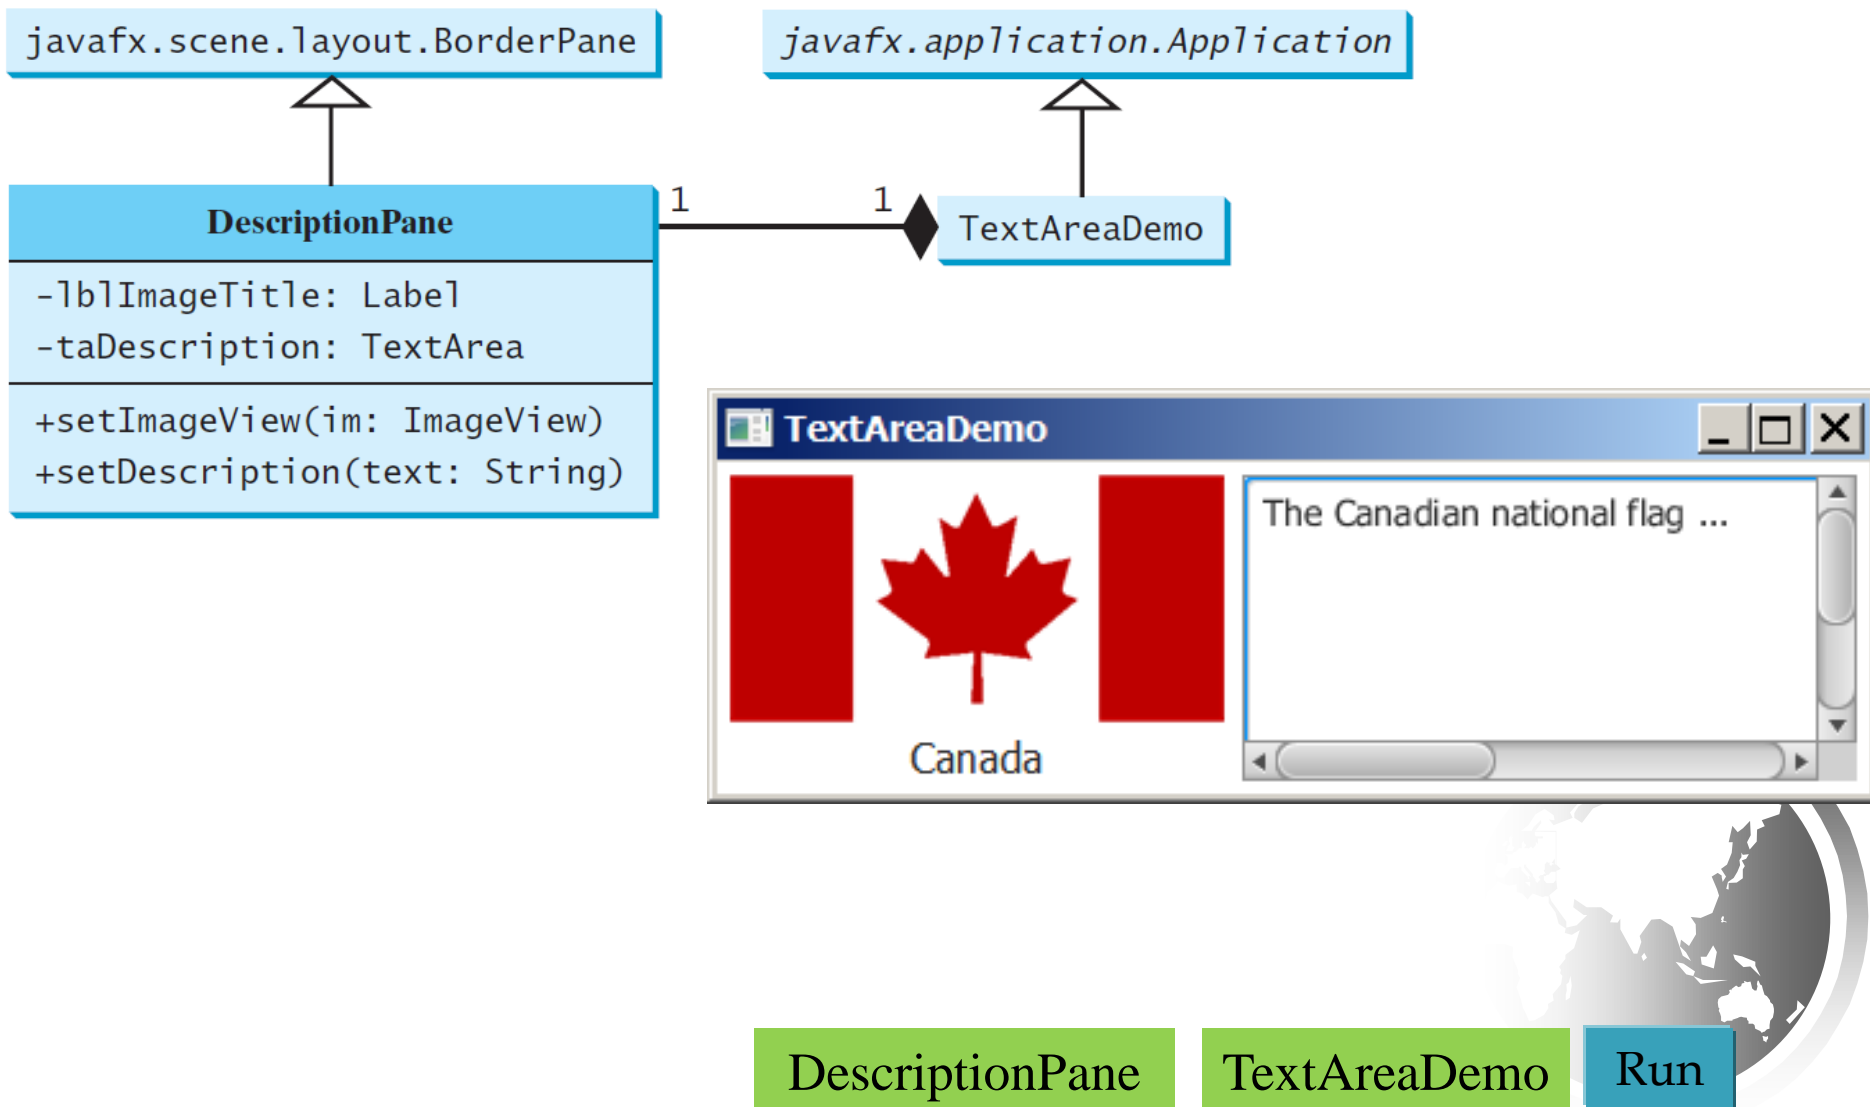 javafx.scene.layout.BorderPane
javafx.application.Application
DescriptionPane
1
1
TextAreaDemo
-lblImageTitle: Label
-taDescription: TextArea
+setImageView(im: ImageView)
+setDescription(text: String)
TextAreaDemo
The Canadian national flag ...
Canada
DescriptionPane
TextAreaDemo
Run